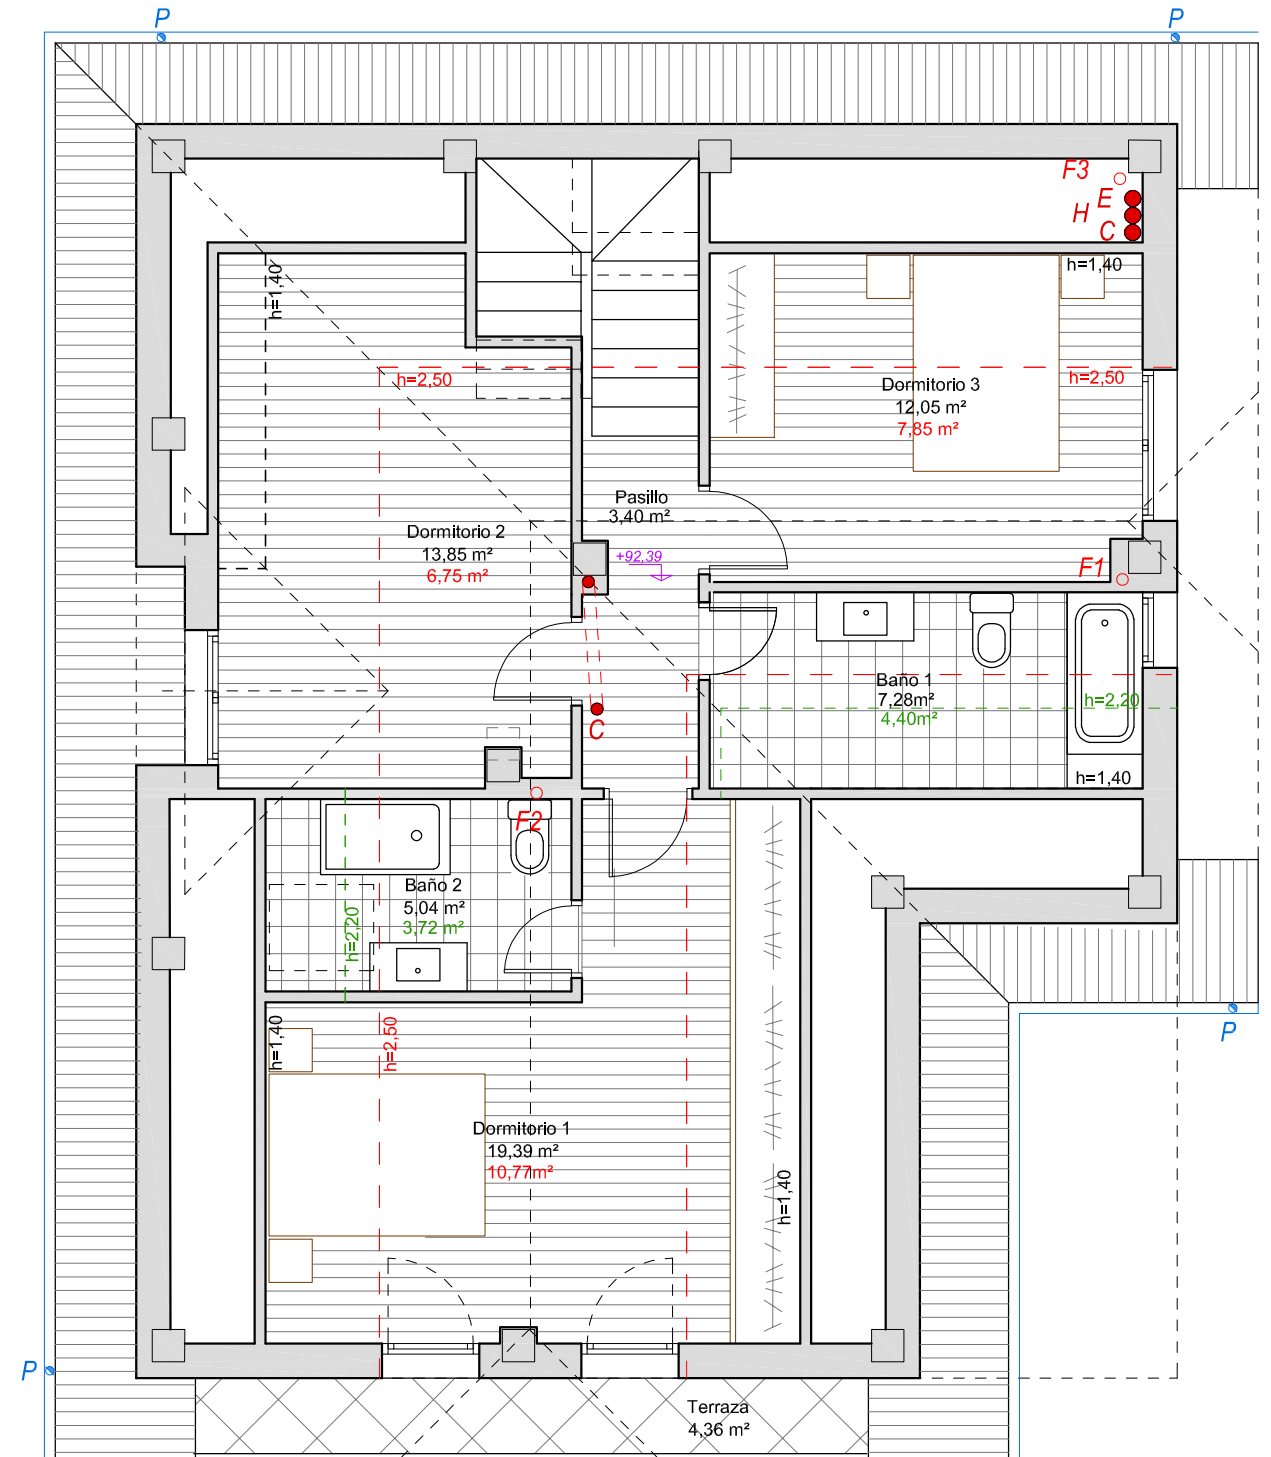 P
P
F3
E
H
C
h=1,40
h=1,40
h=2,50
h=2,50
Dormitorio 3
12,05 m²
7,85 m²
Pasillo
3,40 m²
Dormitorio 2
13,85 m²
6,75 m²
+92,39
F1
Baño 1
7,28m²
4,40m²
h=2,20
C
h=1,40
F2
Baño 2
5,04 m²
3,72 m²
h=2,20
P
h=1,40
h=2,50
Dormitorio 1
19,39 m²
10,77m²
h=1,40
P
Terraza
4,36 m²